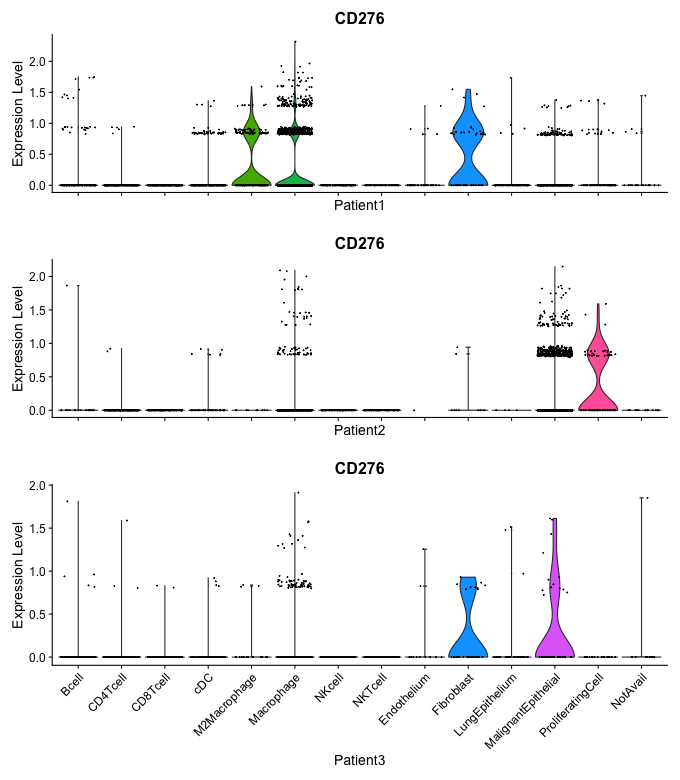 CD276
Expression Level
2.0
1.5
1.0
0.5
0.0
Patient1
CD276
Expression Level
2.0
1.5
1.0
0.5
0.0
Patient2
CD276
Expression Level
2.0
1.5
1.0
0.5
0.0
Bcell
CD4Tcell
CD8Tcell
cDC
M2Macrophage
Macrophage
NKcell
NKTcell
Endothelium
Fibroblast
LungEpithelium
MalignantEpithelial
ProliferatingCell
NotAvail
Patient3